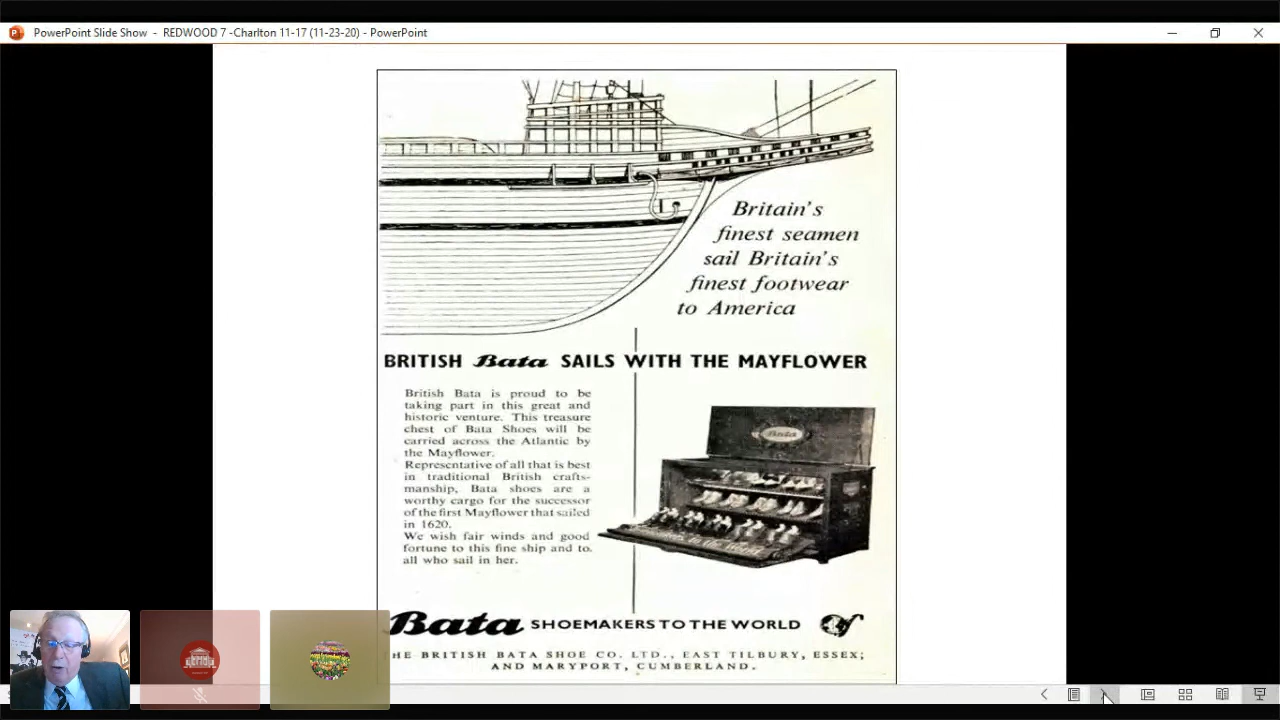 PowerPoint Slide Show - REDWOOD 7 -Charlton 11-17 (11-23-20) - PowerPoint
Britain's
finest seamen
sail Britain's
finest footwear
to America
BRITISH Bata SAILS WITH THE MAYFLOWER
British Bata is proud to be
taking part in this great and
historic venture. This treasure
chest of Bata Shoes will be
carried across the Atlantic by
the Mayflower.
Representative of all that is best
in traditional British crafts-
manship, Bata shoes are a
worthy cargo for the successor
of the first Mayflower that sailed
in 1620.
We wish fair winds and good
fortune to this fine ship and to
all who sail in her.
Bata
Bata SHOEMAKERS TO THE WORLD
HE BRITISH BATA SHOE CO. LTD., EAST TILBURY, ESSEX;
AND MARYPORT, CUMBERLAND.